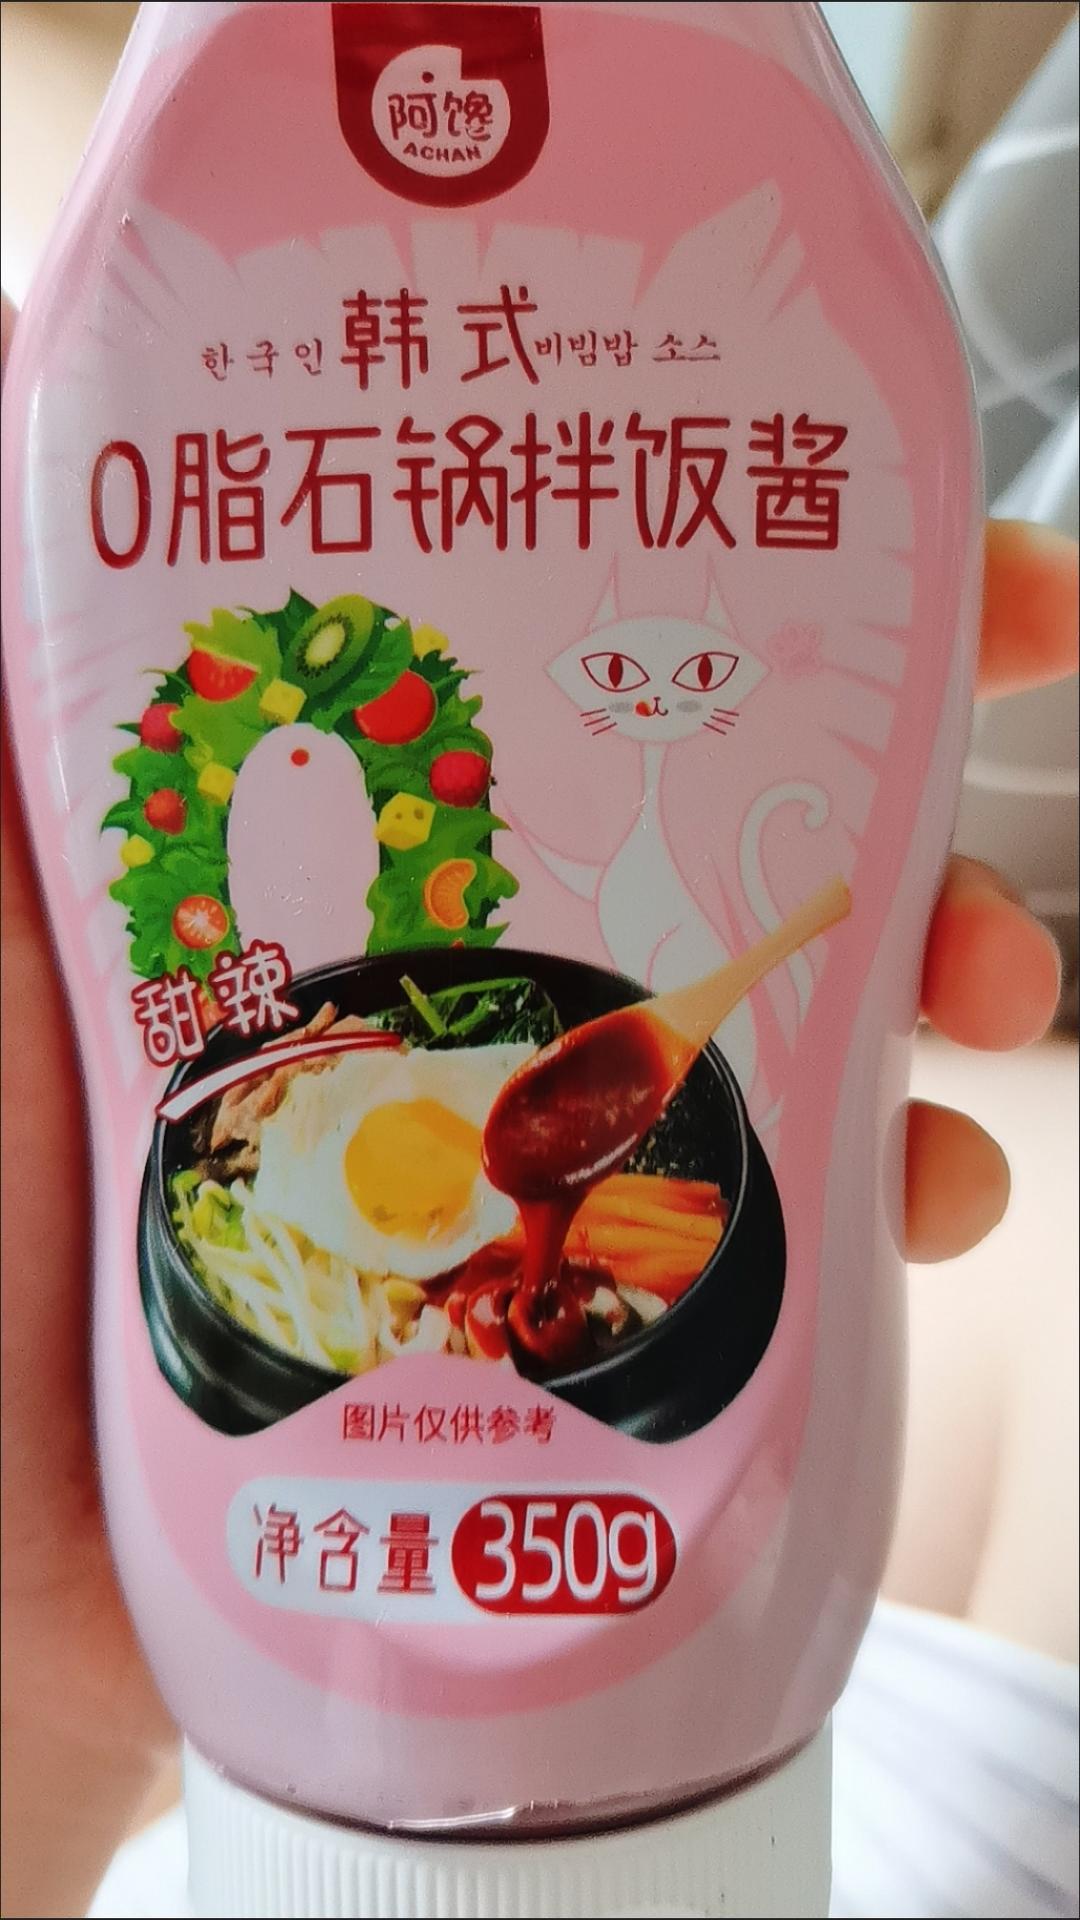 阿馋
ACHAN
한국인 韩式 비빔밥 소스
0脂石锅拌饭酱
甜辣
图片仅供参考
净含量 350g